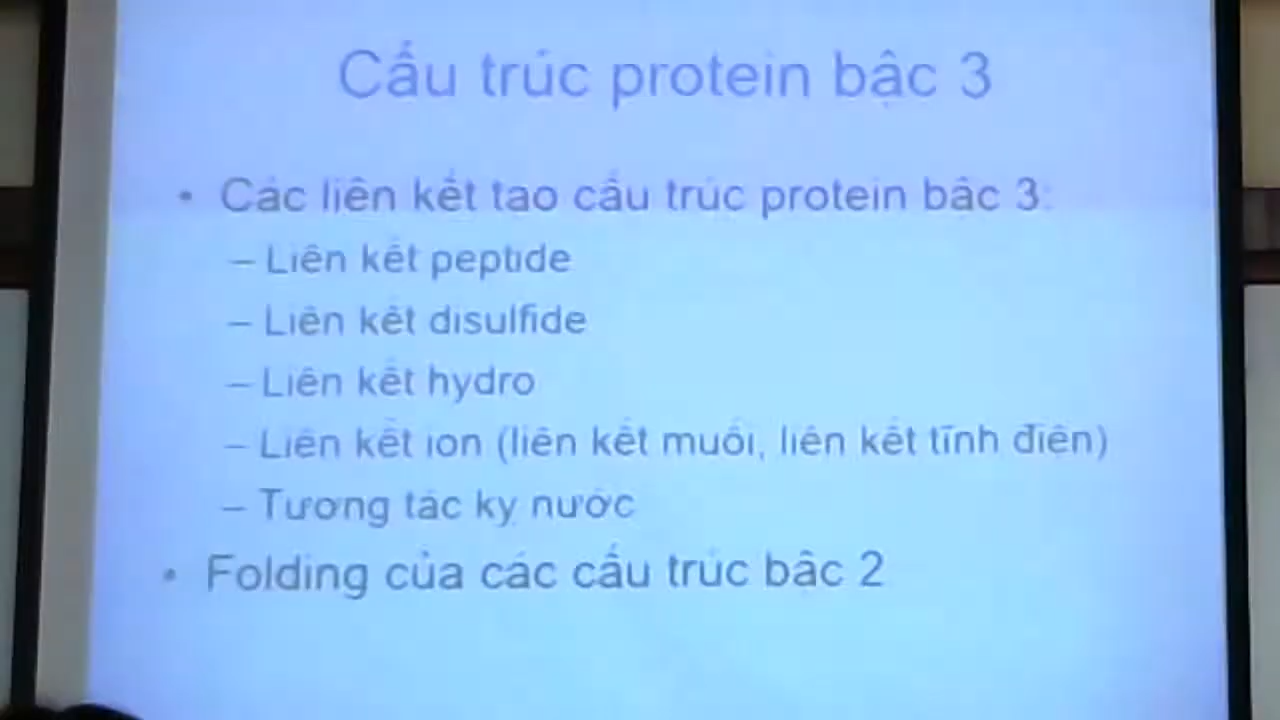 Cấu trúc protein bậc 3
• Các liên kết tạo cấu trúc protein bậc 3:
– Liên kết peptide
– Liên kết disulfide
– Liên kết hydro
– Liên kết ion (liên kết muối, liên kết tĩnh điện)
– Tương tác kỵ nước
• Folding của các cấu trúc bậc 2